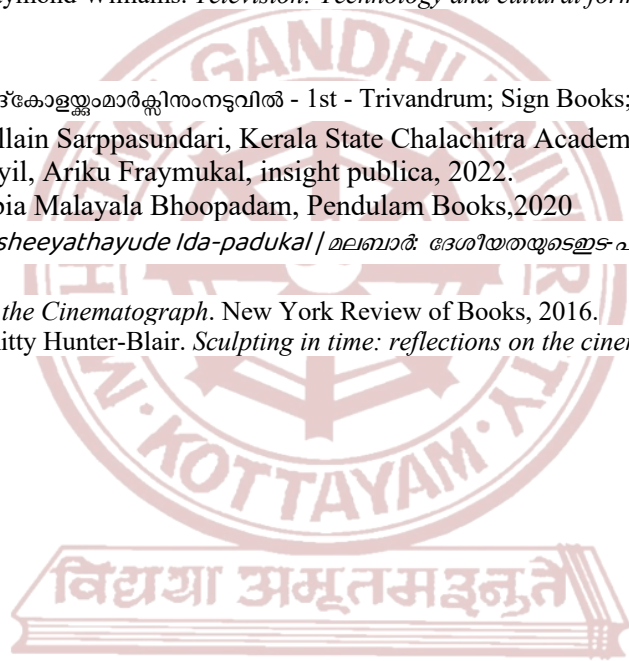 ymond Williams. Television: Technology and cultural form
ദ്കോളയ്ക്കുംമാർക്സിനുംനടുവിൽ - 1st - Trivandrum; Sign Books;
llain Sarppasundari, Kerala State Chalachitra Academ
yil, Ariku Fraymukal, insight publica, 2022.
bia Malayala Bhoopadam, Pendulam Books,2020
sheeyathayude Ida-padukal | മലബാർ: ദേശീയതയുടെഇട-പ
the Cinematograph. New York Review of Books, 2016.
itty Hunter-Blair. Sculpting in time: reflections on the cine
GANDHI
KOTTAYAM
विद्यया अमृतमश्नुते